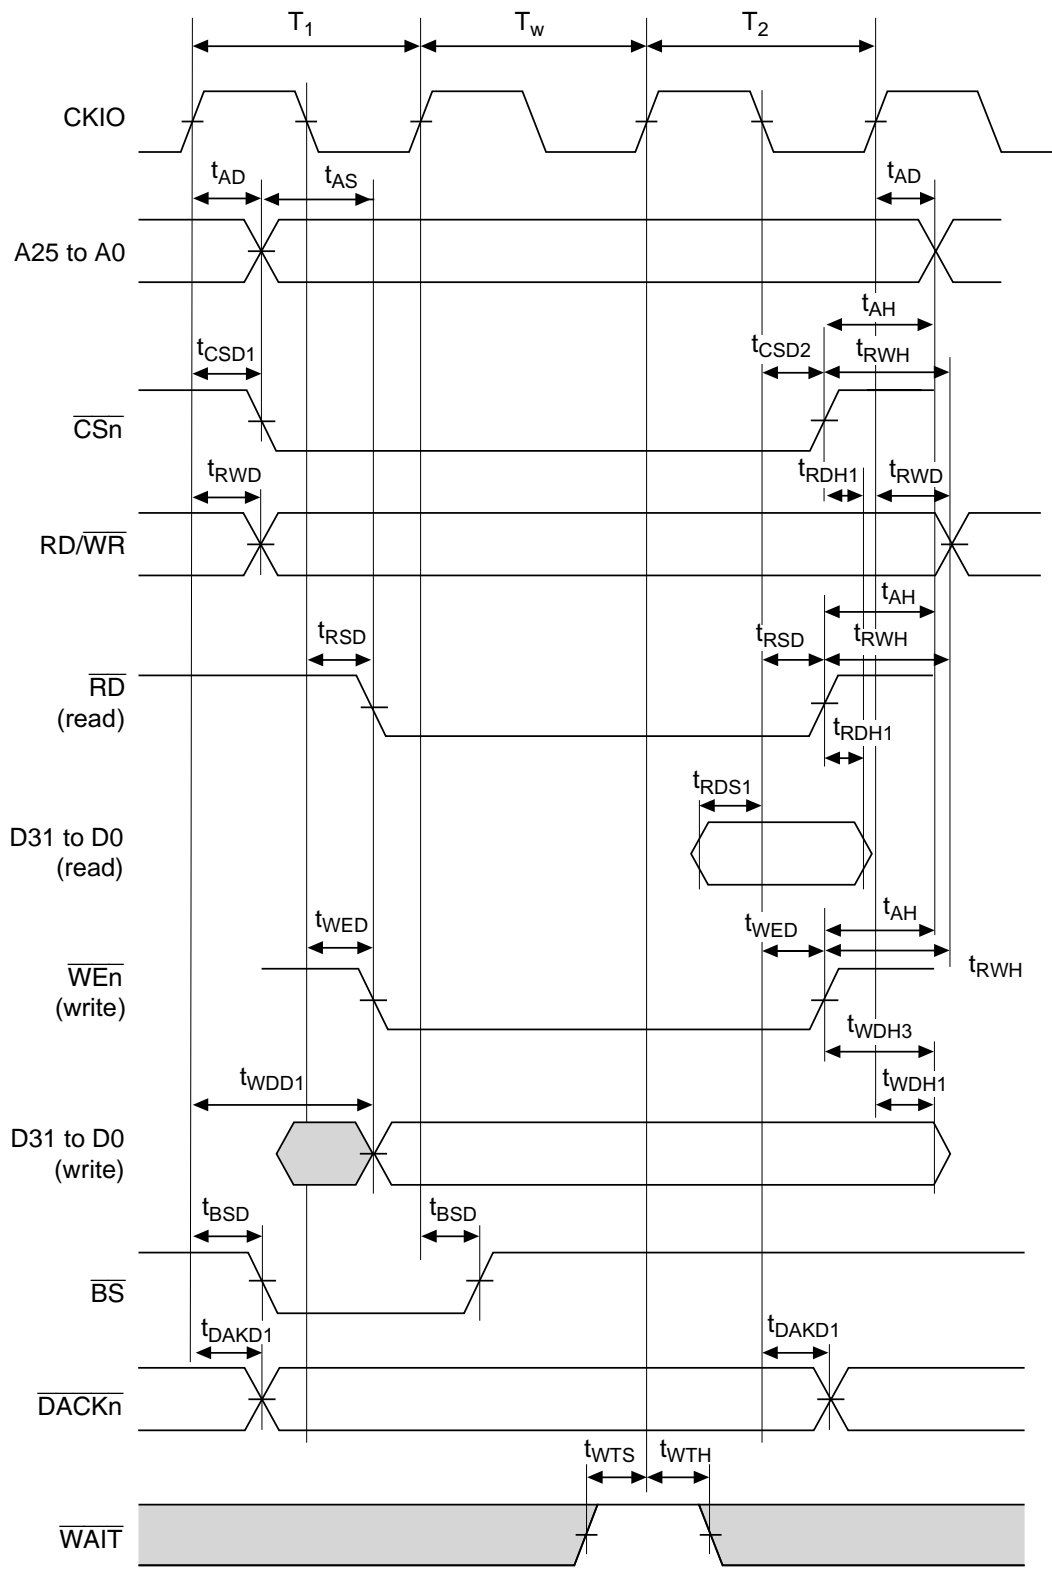 T1 Tw T2
CKIO
tAD tAS tAD
A25 to A0
tAH
tCSD1 tCSD2 tRWH
CSn
tRWD tRDH1 tRWD
RD/WR
tAH
tRSD tRSD tRWH
RD
(read)
tRDH1
tRDS1
D31 to D0
(read)
tAH
tWED tWED
tRWH
WEn
(write)
tWDH3
tWDD1 tWDH1
D31 to D0
(write)
tBSD tBSD
BS
tDAKD1 tDAKD1
DACKn
tWTS tWTH
WAIT